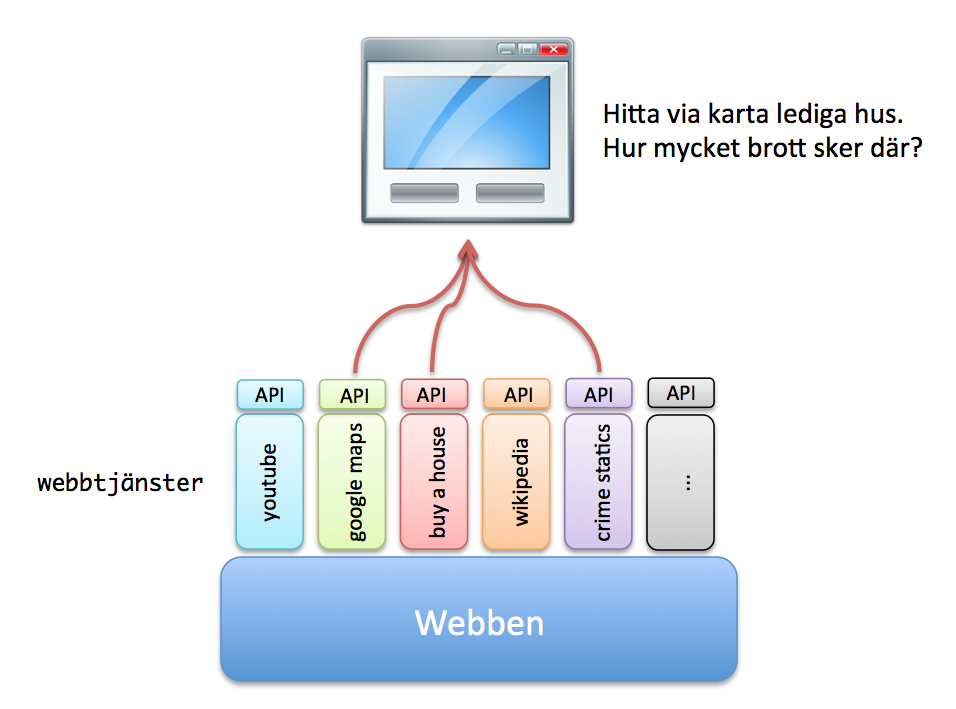 Hitta via karta lediga hus.
Hur mycket brott sker där?
API
API
API
API
API
API
webbtjänster
youtube
google maps
buy a house
wikipedia
crime statics
...
Webben